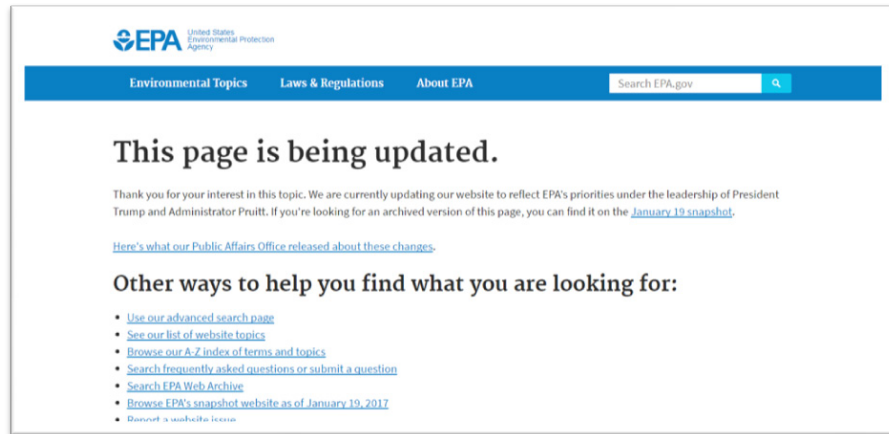 EPA United States
Environmental Protection
Agency
Environmental Topics Laws & Regulations About EPA Search EPA.gov
This page is being updated.
Thank you for your interest in this topic. We are currently updating our website to reflect EPA's priorities under the leadership of President
Trump and Administrator Pruitt. If you're looking for an archived version of this page, you can find it on the January 19 snapshot.
Here's what our Public Affairs Office released about these changes.
Other ways to help you find what you are looking for:
• Use our advanced search page
• See our list of website topics
• Browse our A-Z index of terms and topics
• Search frequently asked questions or submit a question
• Search EPA Web Archive
• Browse EPA's snapshot website as of January 19, 2017
• Report a website issue